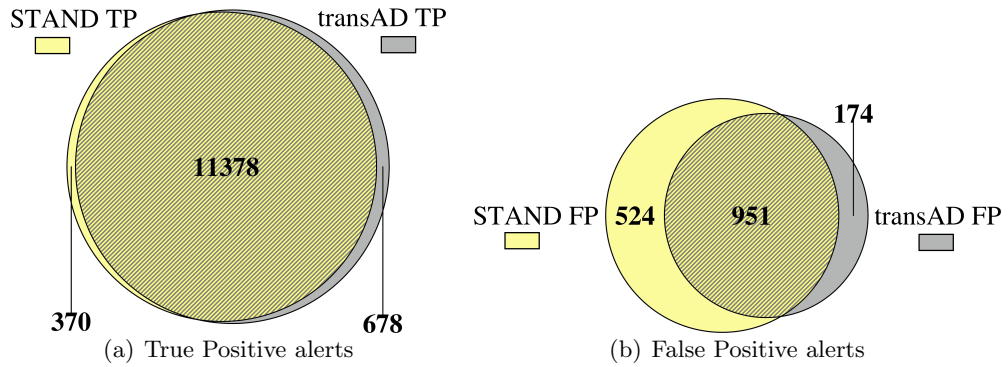 STAND TP
transAD TP
11378
370
678
(a) True Positive alerts
174
STAND FP
524
951
transAD FP
(b) False Positive alerts